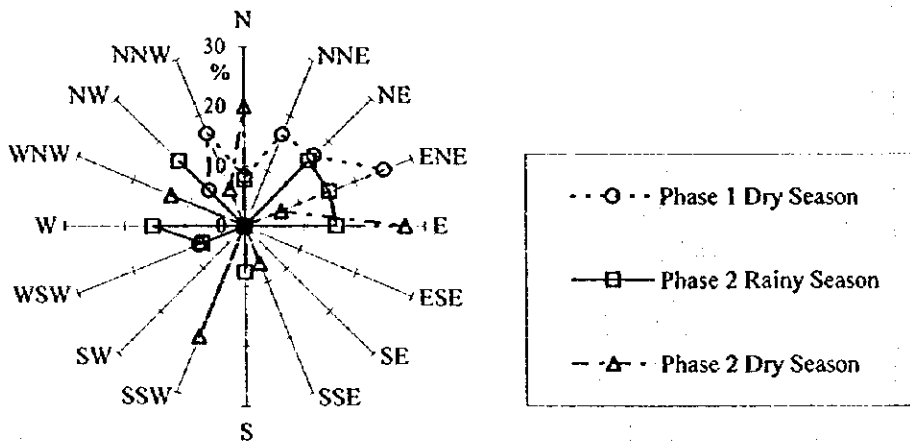 N
30
%
NNW
NNE
20
NW
NE
WNW
ENE
10
W
0
E
WSW
ESE
SW
SE
SSW
SSE
S
Phase 1 Dry Season
Phase 2 Rainy Season
Phase 2 Dry Season